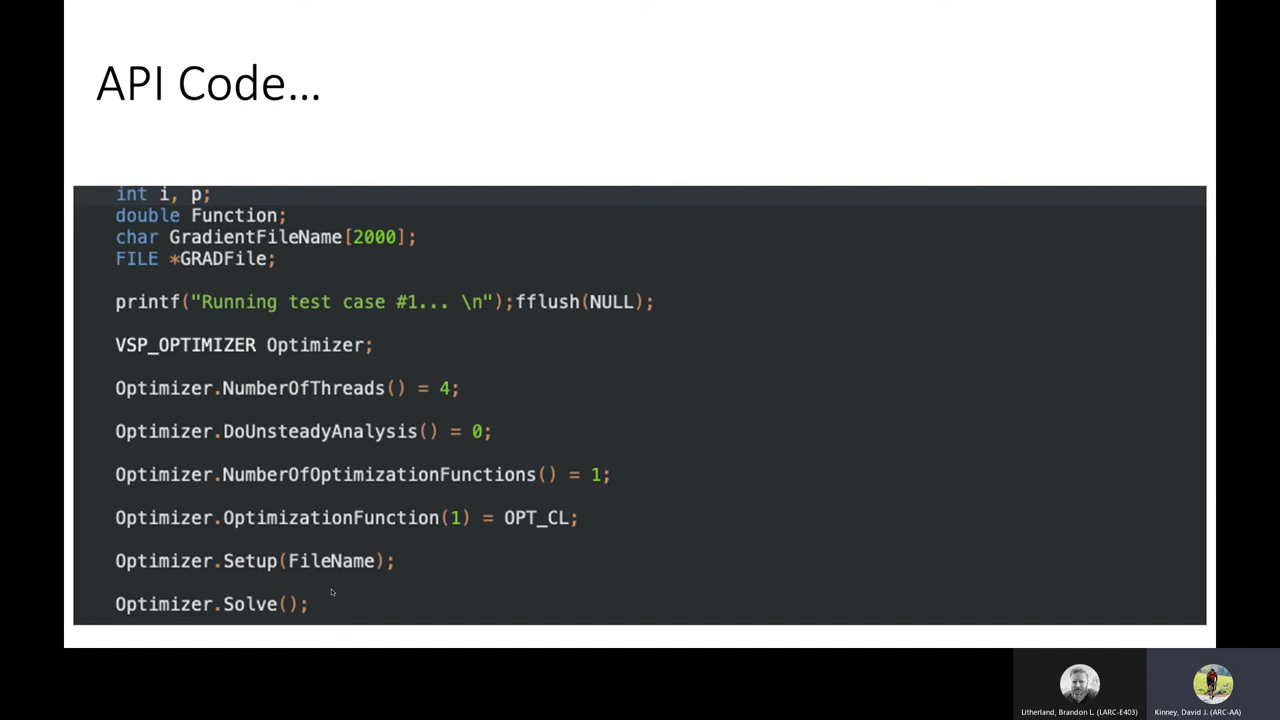 API Code...
int i, p;
double Function;
char GradientFileName[2000];
FILE *GRADFile;
printf("Running test case #1... \n");fflush(NULL);
VSP_OPTIMIZER Optimizer;
Optimizer.NumberOfThreads() = 4;
Optimizer.DoUnsteadyAnalysis() = 0;
Optimizer.NumberOfOptimizationFunctions() = 1;
Optimizer.OptimizationFunction(1) = OPT_CL;
Optimizer.Setup(FileName);
Optimizer.Solve();
Litherland, Brandon L. (LARC-E403)
Kinney, David J. (ARC-AA)